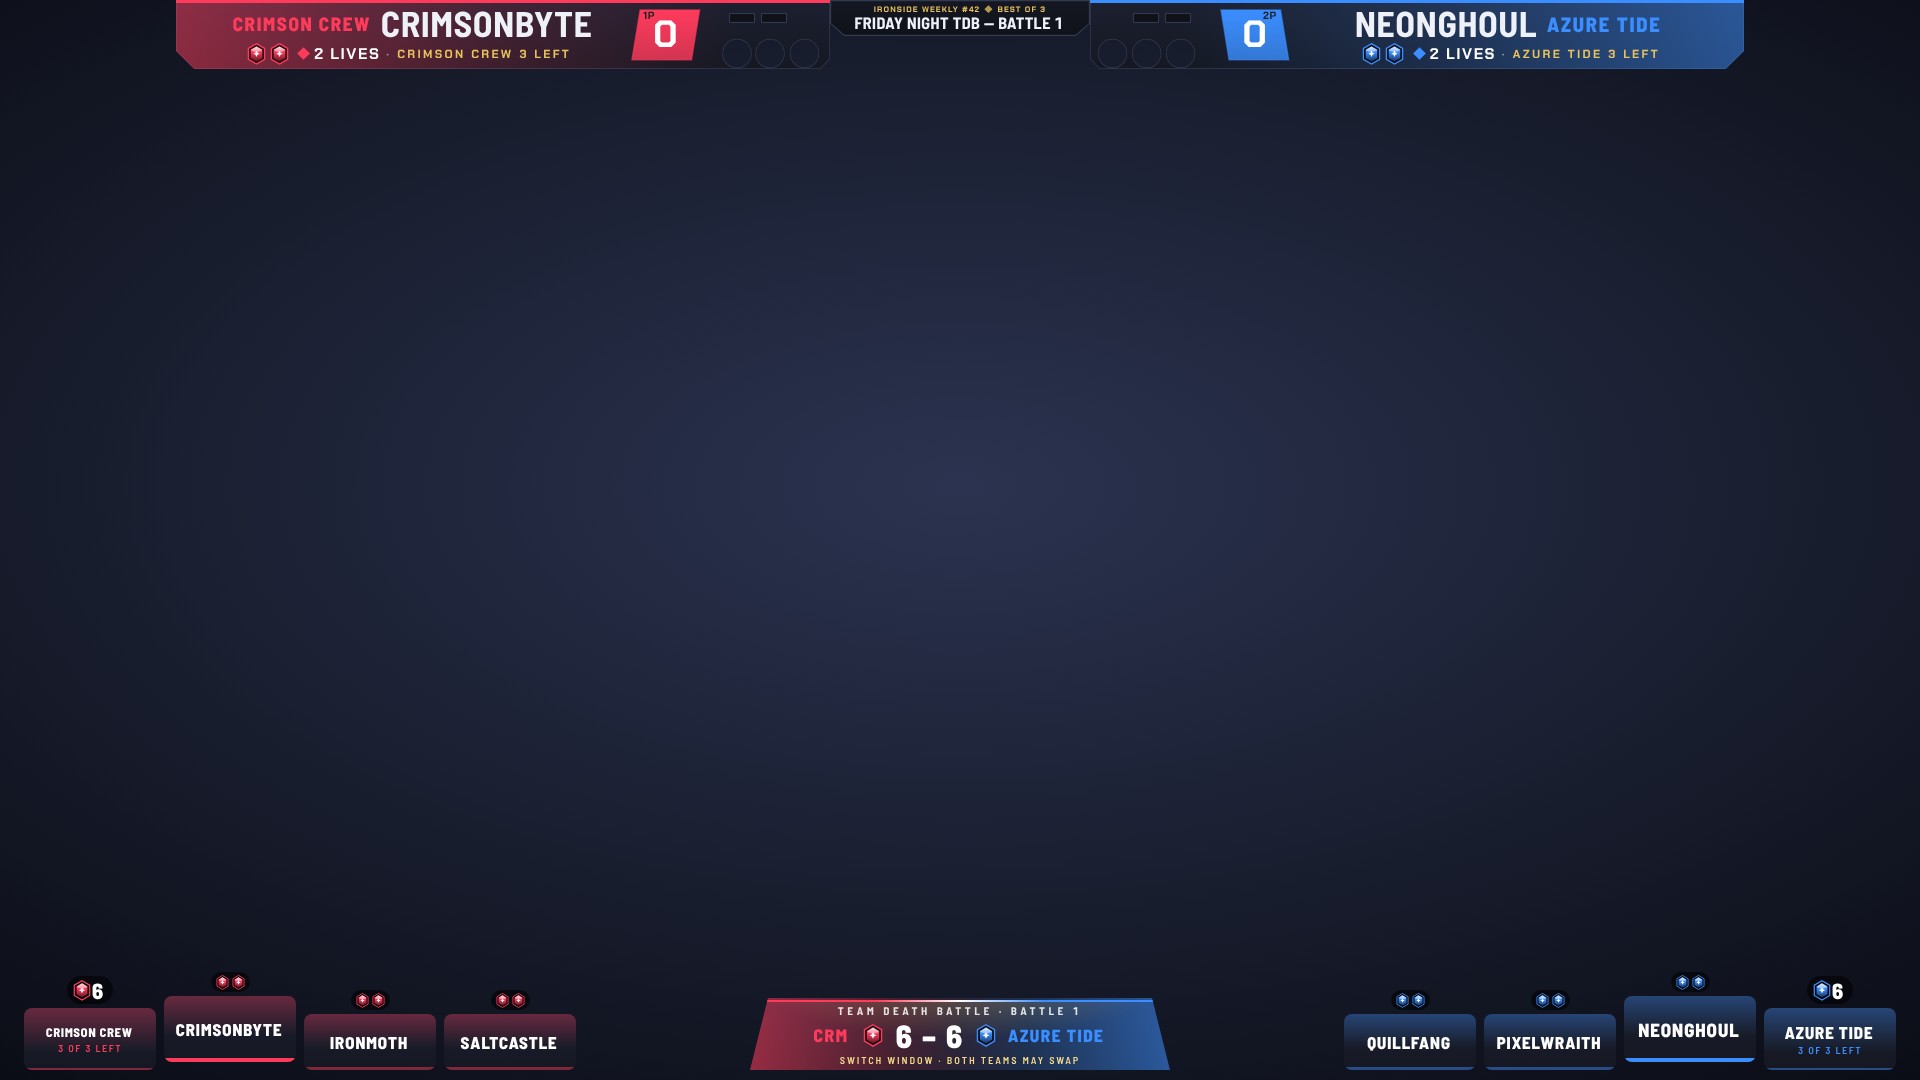 CRIMSON CREW CRIMSONBYTE
2 LIVES · CRIMSON CREW 3 LEFT
1P
0
IRONSIDE WEEKLY #42 ◆ BEST OF 3
FRIDAY NIGHT TDB – BATTLE 1
2P
0
NEONGHOUL AZURE TIDE
2 LIVES · AZURE TIDE 3 LEFT
6
CRIMSON CREW
3 OF 3 LEFT
CRIMSONBYTE
IRONMOTH
SALTCASTLE
TEAM DEATH BATTLE · BATTLE 1
CRM 6 – 6 AZURE TIDE
SWITCH WINDOW · BOTH TEAMS MAY SWAP
QUILLFANG
PIXELWRAITH
NEONGHOUL
6
AZURE TIDE
3 OF 3 LEFT